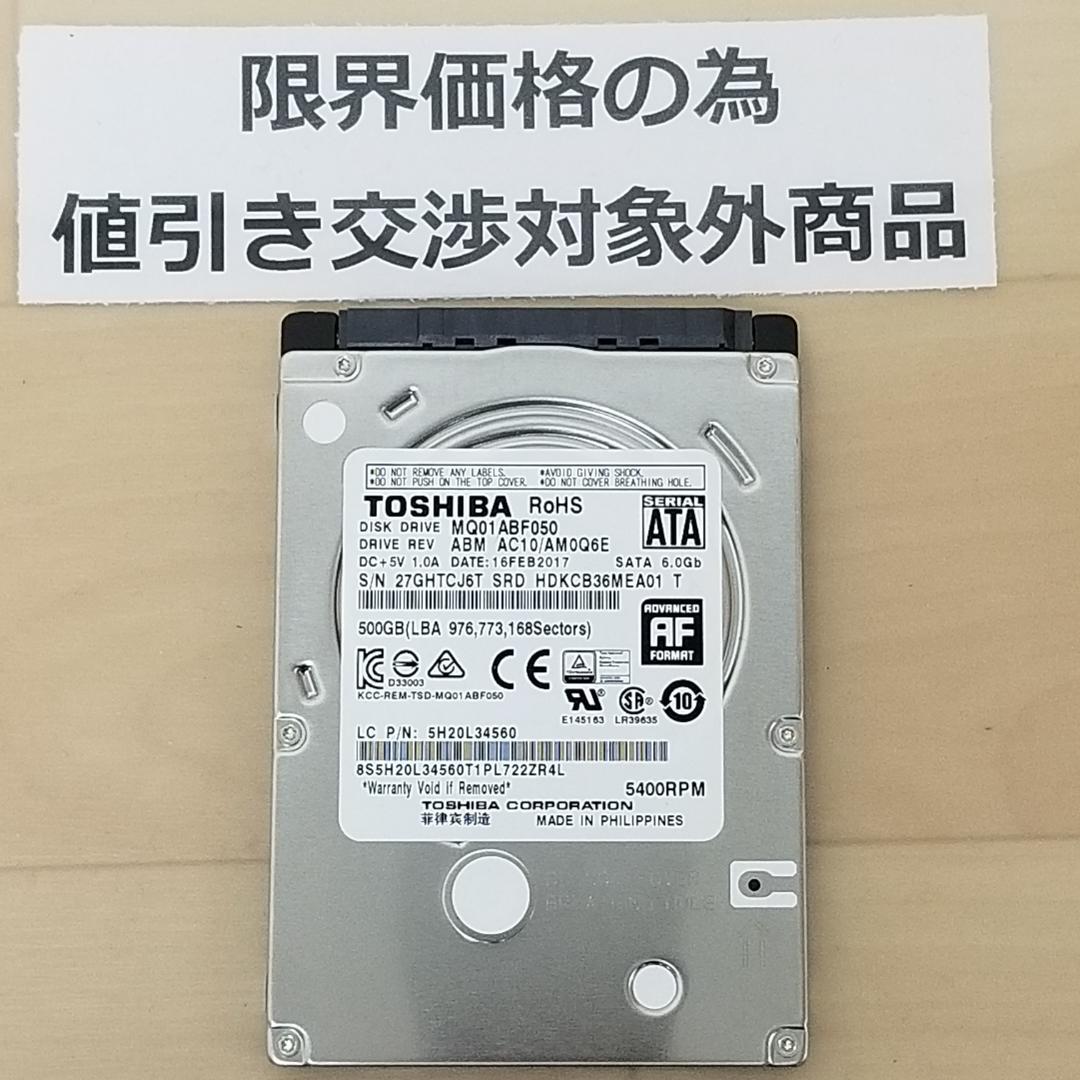 限界価格の為
値引き交渉対象外商品
*DO NOT REMOVE ANY LABELS. *AVOID GIVING SHOCK.
*DO NOT PUSH ON THE TOP COVER. *DO NOT COVER BREATHING HOLE.
TOSHIBA RoHS
SERIAL
ATA
DISK DRIVE MQ01ABF050
DRIVE REV ABM AC10/AM0Q6E
DC+5V 1.0A DATE:16FEB2017 SATA 6.0Gb
S/N 27GHTCJ6T SRD HDKCB36MEA01 T
500GB(LBA 976,773,168Sectors)
ADVANCED
AF
FORMAT
D33003
KCC-REM-TSD-MQ01ABF050
CE
E145163 LR39635
10
LC P/N: 5H20L34560
8S5H20L34560T1PL722ZR4L
*Warranty Void if Removed*
5400RPM
TOSHIBA CORPORATION
菲律宾制造 MADE IN PHILIPPINES